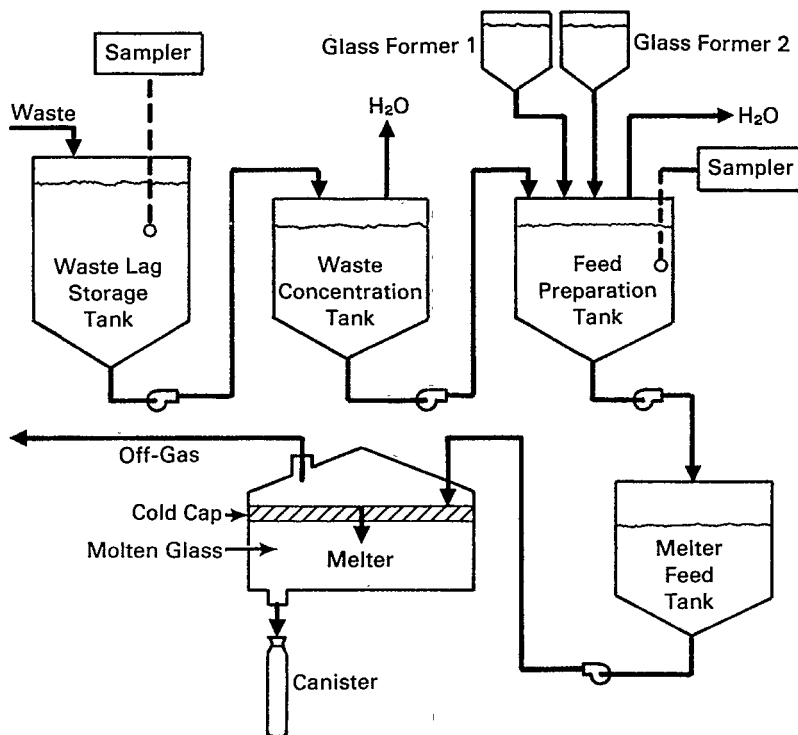 Sampler
Glass Former 1
Glass Former 2
Waste
H₂O
H₂O
Sampler
Waste Lag
Storage
Tank
Waste
Concentration
Tank
Feed
Preparation
Tank
Off-Gas
Cold Cap
Molten Glass
Melter
Melter
Feed
Tank
Canister